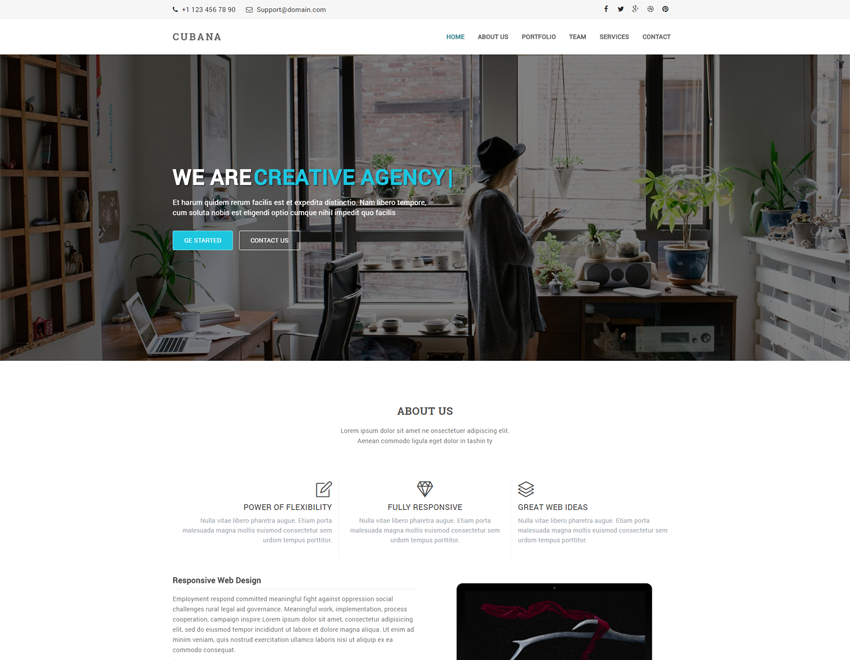 +1 123 456 78 90 Support@domain.com
CUBANA
HOME ABOUT US PORTFOLIO TEAM SERVICES CONTACT
WE ARE CREATIVE AGENCY|
Et harum quidem rerum facilis est et expedita distinctio. Nam libero tempore,
cum soluta nobis est eligendi optio cumque nihil impedit quo facilis
GE STARTED CONTACT US
ABOUT US
Lorem ipsum dolor sit amet ne onsectetuer adipiscing elit.
Aenean commodo ligula eget dolor in tashin ty
POWER OF FLEXIBILITY
Nulla vitae libero pharetra augue. Etiam porta
malesuada magna mollis euismod consectetur sem
urdom tempus porttitor.
FULLY RESPONSIVE
Nulla vitae libero pharetra augue. Etiam porta
malesuada magna mollis euismod consectetur sem
urdom tempus porttitor.
GREAT WEB IDEAS
Nulla vitae libero pharetra augue. Etiam porta
malesuada magna mollis euismod consectetur sem
urdom tempus porttitor.
Responsive Web Design
Employment respond committed meaningful fight against oppression social
challenges rural legal aid governance. Meaningful work, implementation, process
cooperation, campaign inspire.Lorem ipsum dolor sit amet, consectetur adipisicing
elit, sed do eiusmod tempor incididunt ut labore et dolore magna aliqua. Ut enim ad
minim veniam, quis nostrud exercitation ullamco laboris nisi ut aliquip ex ea
commodo consequat.